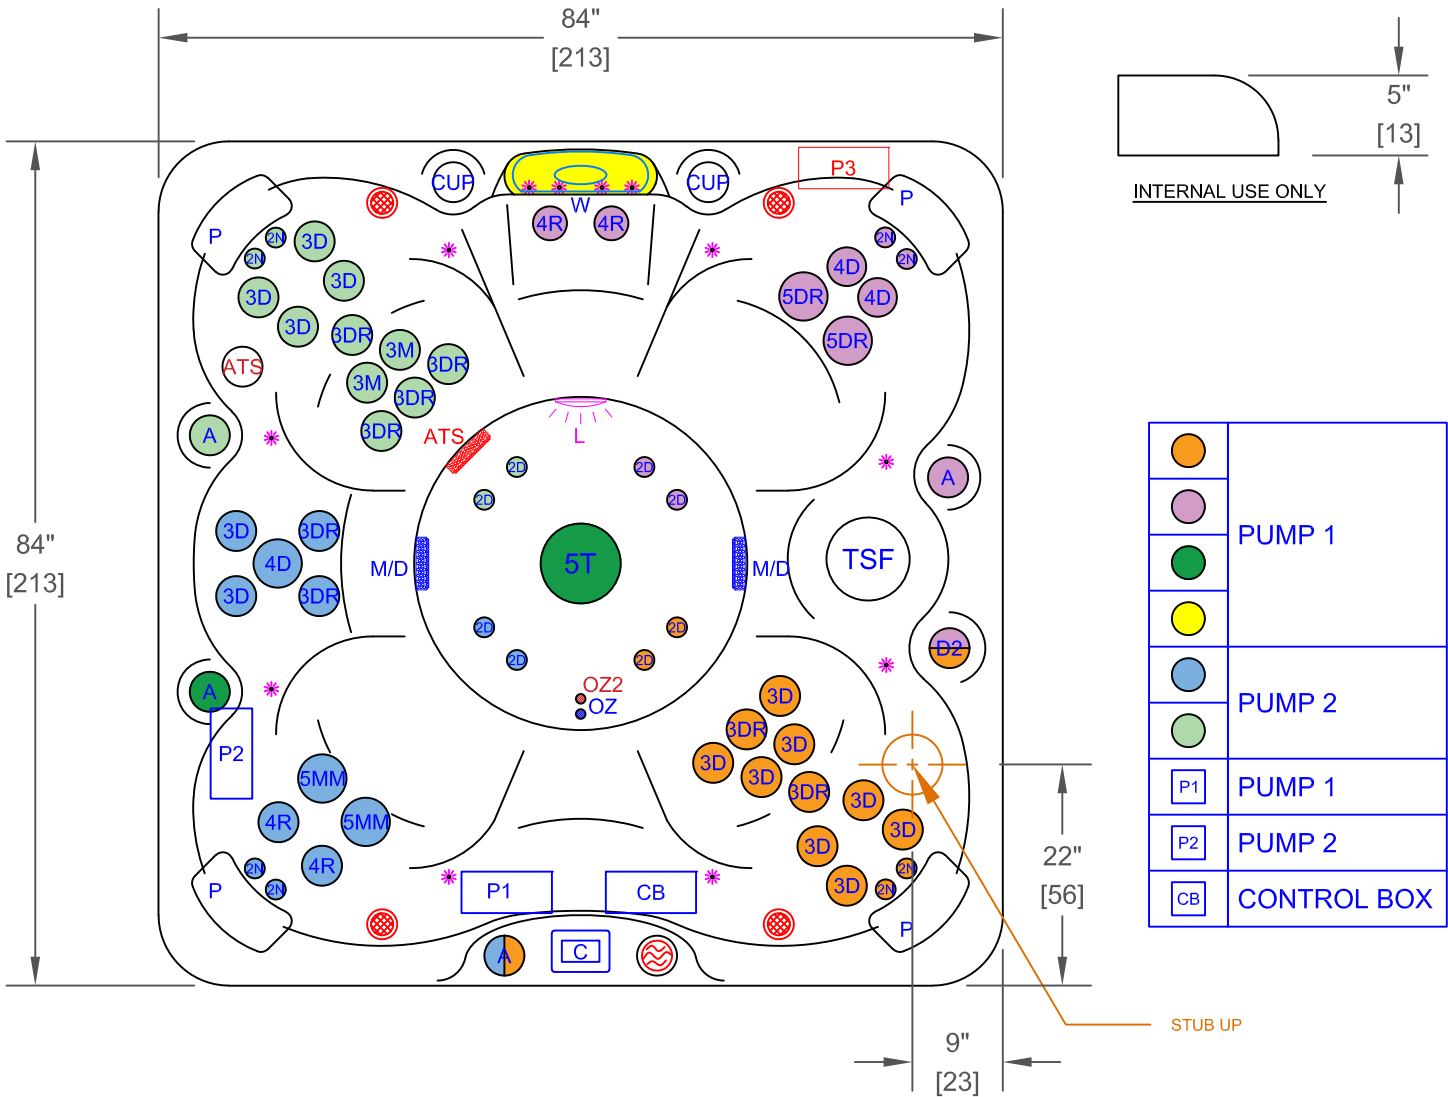 84"
[213]
5"
[13]
INTERNAL USE ONLY
CUP
W
CUP
P3
P
P
4R
4R
2N
2N
3D
3D
3D
3D
2N
2N
4D
4D
5DR
5DR
3DR
3M
3DR
3M
3DR
3DR
ATS
ATS
L
A
A
2D
2D
2D
2D
84"
[213]
3D
3DR
4D
3D
3DR
M/D
5T
M/D
TSF
2D
2D
2D
2D
D2
A
OZ2
OZ
P2
5MM
5MM
4R
4R
2N
2N
P
3D
3DR
3D
3D
3D
3DR
3D
3D
3D
3D
2N
2N
P
P1
CB
A
C
PUMP 1
PUMP 2
P1
PUMP 1
P2
PUMP 2
CB
CONTROL BOX
22"
[56]
STUB UP
9"
[23]